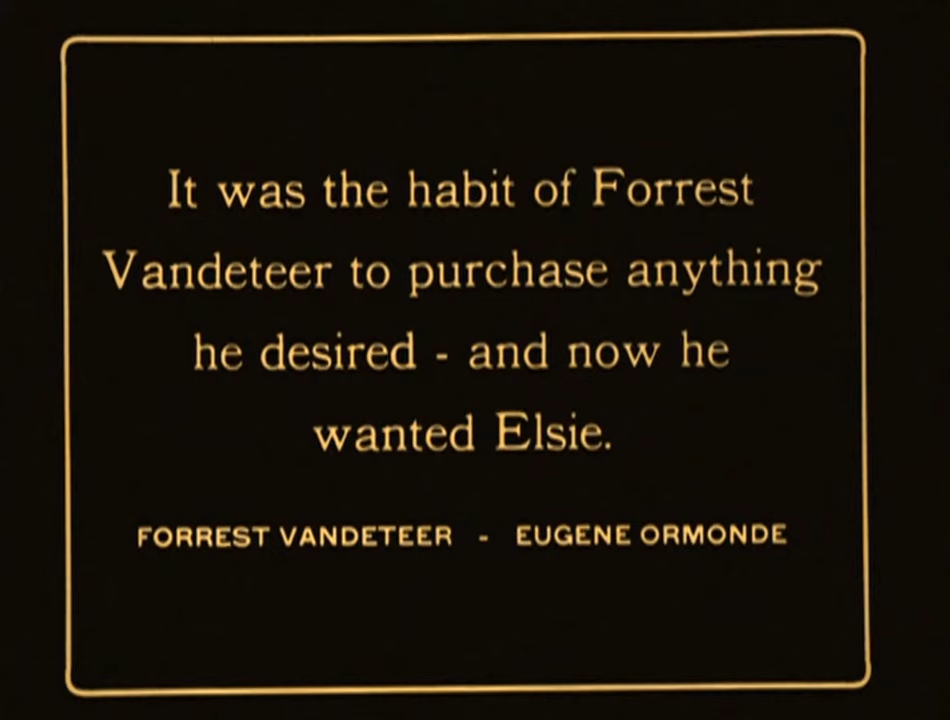 It was the habit of Forrest
Vandeteer to purchase anything
he desired - and now he
wanted Elsie.
FORREST VANDETEER - EUGENE ORMONDE